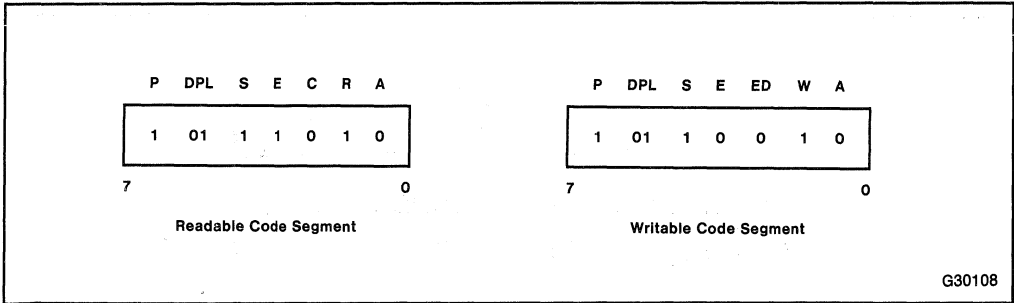 P DPL S E C R A
1 01 1 1 0 1 0
7 0
Readable Code Segment
P DPL S E ED W A
1 01 1 0 0 1 0
7 0
Writable Code Segment
G30108